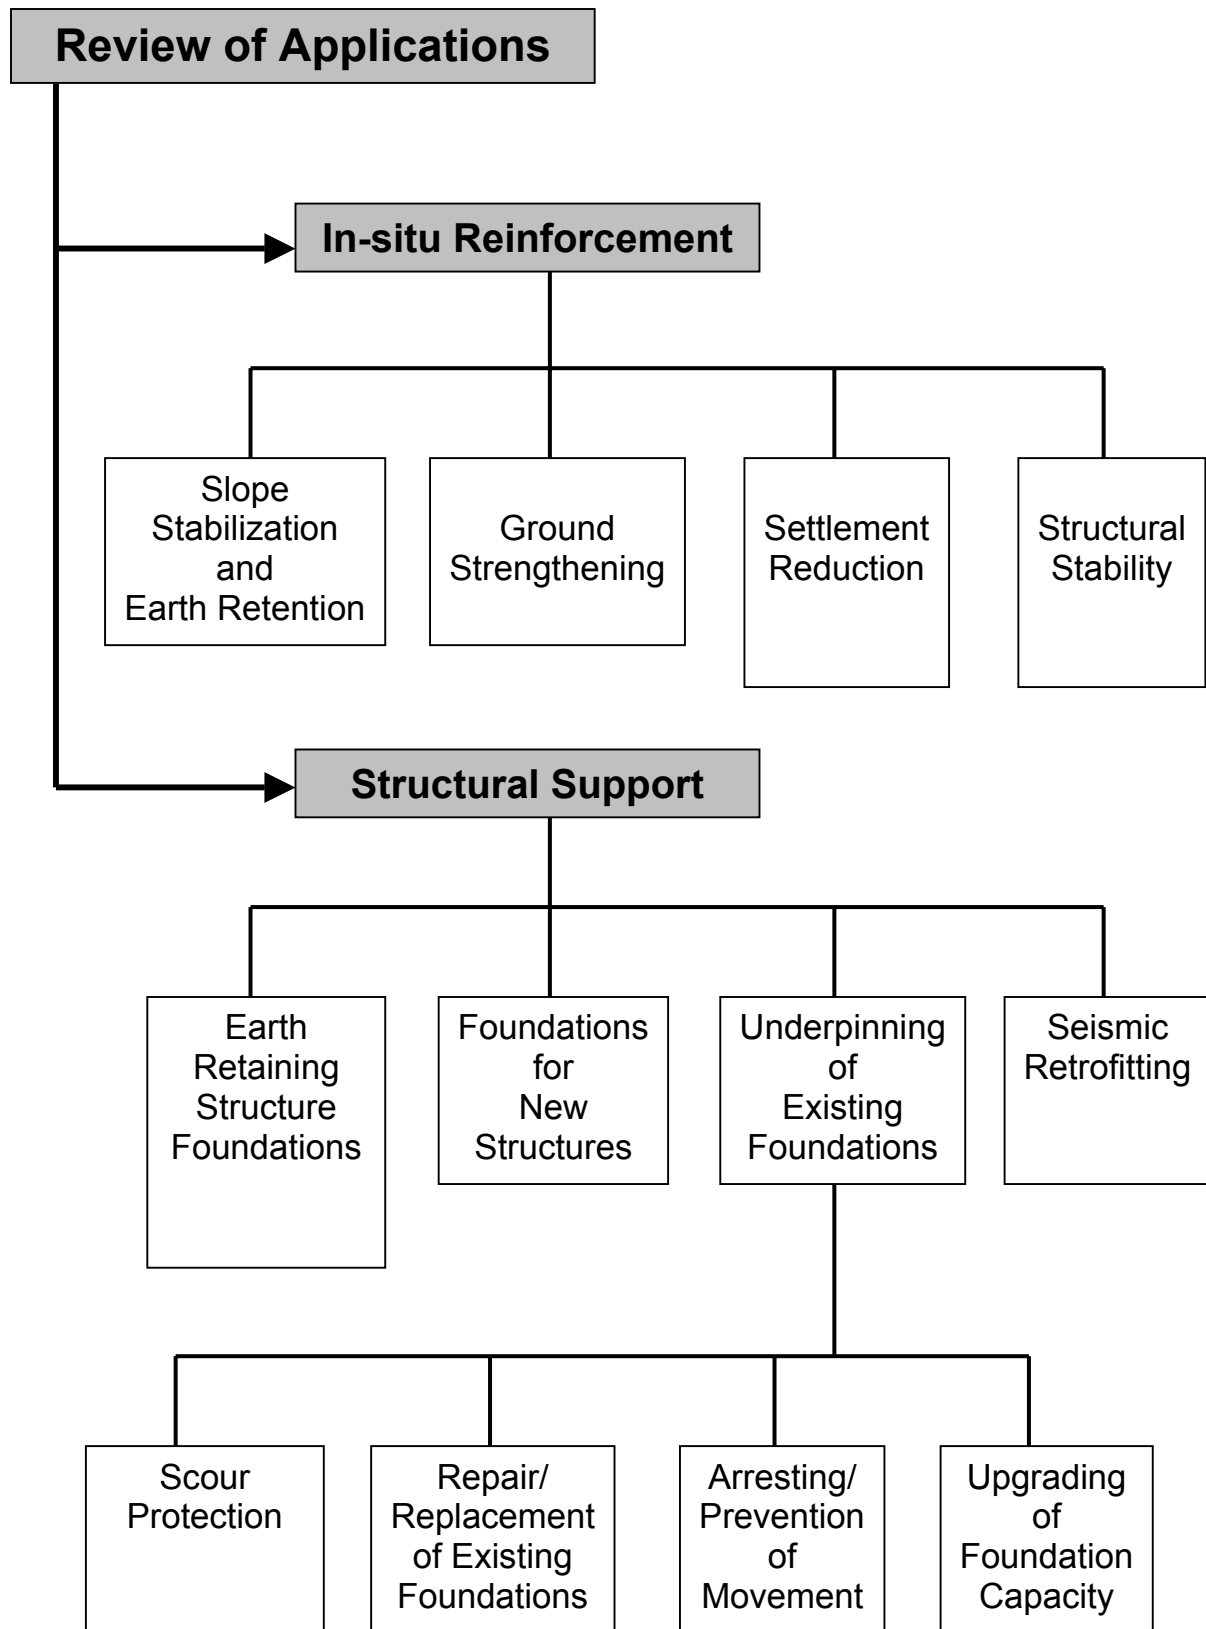 Review of Applications
In-situ Reinforcement
Slope
Stabilization
and
Earth Retention
Ground
Strengthening
Settlement
Reduction
Structural
Stability
Structural Support
Earth
Retaining
Structure
Foundations
Foundations
for
New
Structures
Underpinning
of
Existing
Foundations
Seismic
Retrofitting
Scour
Protection
Repair/
Replacement
of Existing
Foundations
Arresting/
Prevention
of
Movement
Upgrading
of
Foundation
Capacity